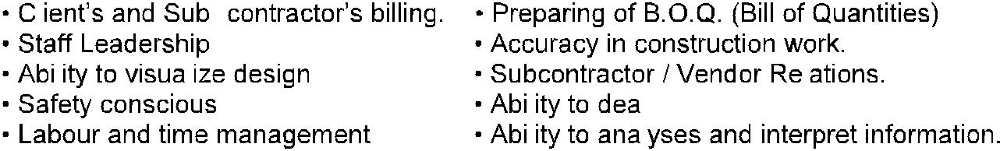 • C ient's and Sub contractor's billing.
• Staff Leadership
• Abi ity to visua ize design
• Safety conscious
• Labour and time management
• Preparing of B.O.Q. (Bill of Quantities)
• Accuracy in construction work.
• Subcontractor / Vendor Re ations.
• Abi ity to dea
• Abi ity to ana yses and interpret information.